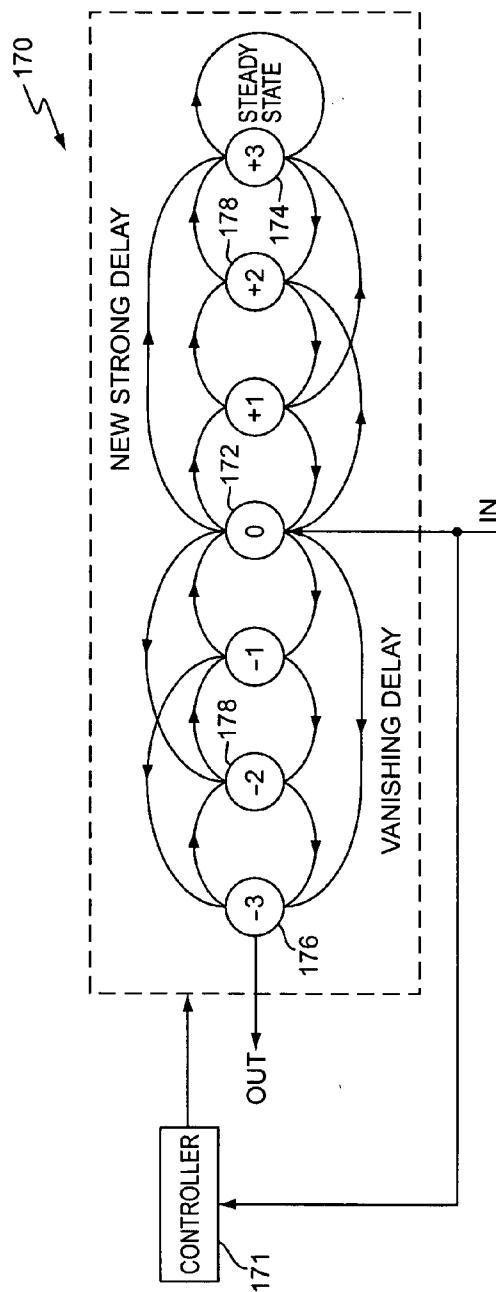 170
NEW STRONG DELAY
STEADY
STATE
178
172
178
-3
-2
-1
0
+1
+2
+3
174
176
VANISHING DELAY
OUT
IN
CONTROLLER
171